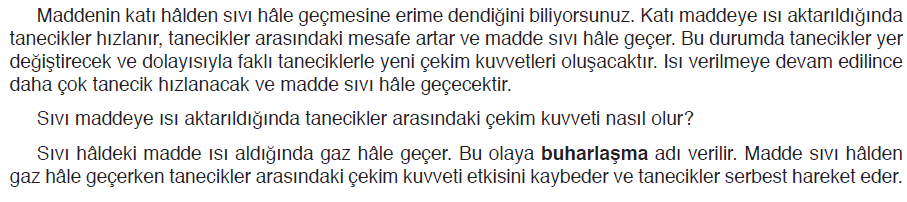 Maddenin katı hâlden sıvı hâle geçmesine erime dendiğini biliyorsunuz. Katı maddeye ısı aktarıldığında
tanecikler hızlanır, tanecikler arasındaki mesafe artar ve madde sıvı hâle geçer. Bu durumda tanecikler yer
değiştirecek ve dolayısıyla faklı taneciklerle yeni çekim kuvvetleri oluşacaktır. Isı verilmeye devam edilince
daha çok tanecik hızlanacak ve madde sıvı hâle geçecektir.
Sıvı maddeye ısı aktarıldığında tanecikler arasındaki çekim kuvveti nasıl olur?
Sıvı hâldeki madde ısı aldığında gaz hâle geçer. Bu olaya buharlaşma adı verilir. Madde sıvı hâlden
gaz hâle geçerken tanecikler arasındaki çekim kuvveti etkisini kaybeder ve tanecikler serbest hareket eder.